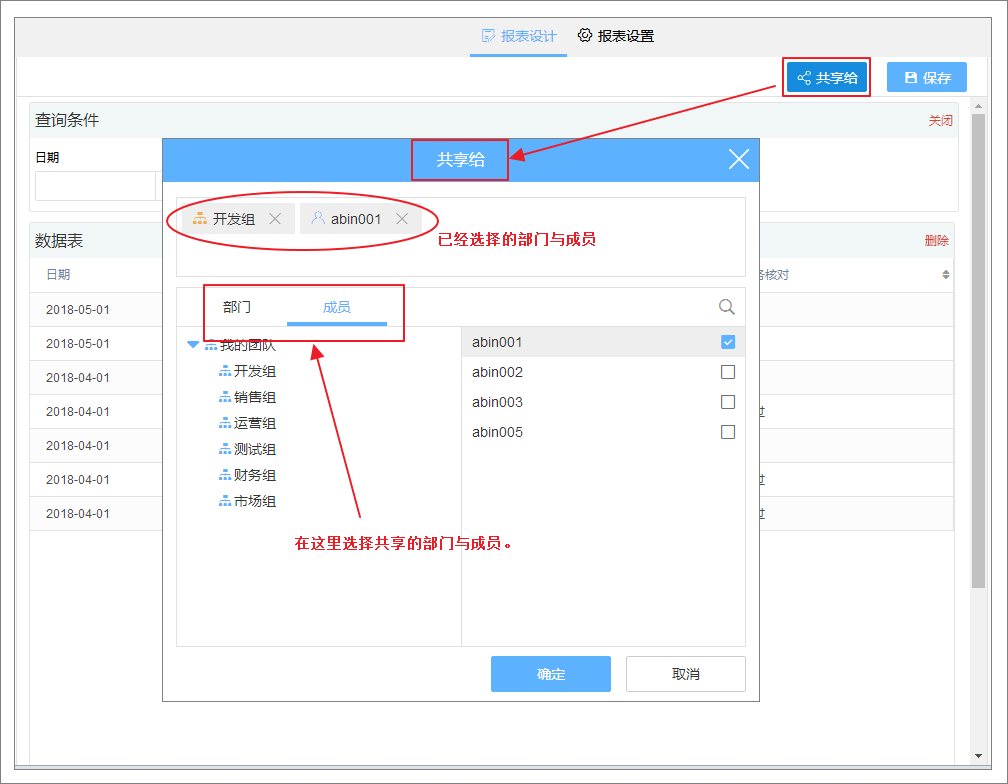 报表设计 报表设置
共享给 保存
查询条件 关闭
日期
共享给
开发组 abin001
已经选择的部门与成员
数据表 删除
日期 核对
部门 成员
2018-05-01
2018-05-01
2018-04-01
2018-04-01
2018-04-01
2018-04-01
2018-04-01
我的团队
开发组
销售组
运营组
测试组
财务组
市场组
abin001
abin002
abin003
abin005
在这里选择共享的部门与成员。
确定 取消